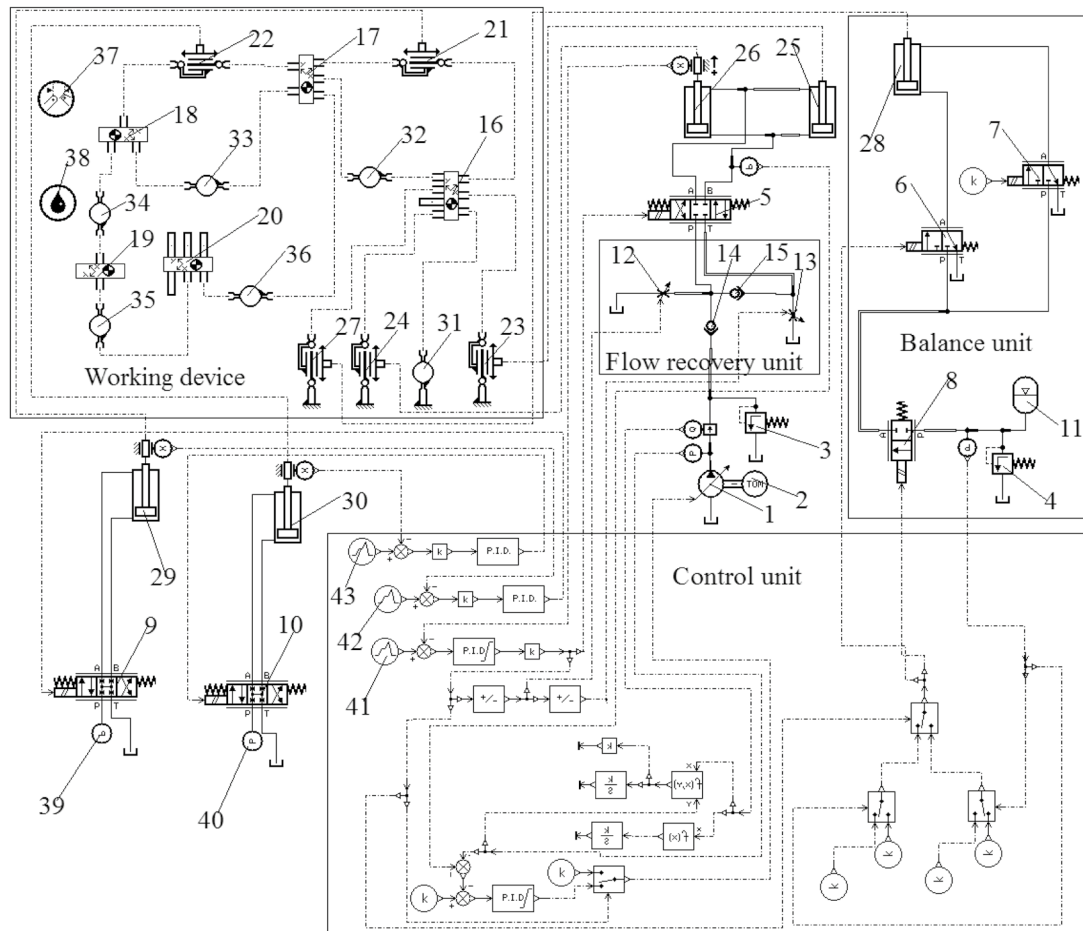 22
17
21
37
18
33
32
16
38
34
20
19
36
35
27
24
31
23
Working device
26
25
X
A
B
5
P
T
12
14
15
13
Flow recovery unit
Q
P
3
1
TOM
2
28
7
k
A
P
T
6
A
P
T
Balance unit
8
11
4
X
X
29
30
9
10
A
B
P
T
A
B
P
T
P
39
40
Control unit
43
k
P.I.D.
42
k
P.I.D.
41
P.I.D
k
+/-
+/-
k
f(X,Y)
X
Y
f(x)
X
k
k
P.I.D
k
k
k
k